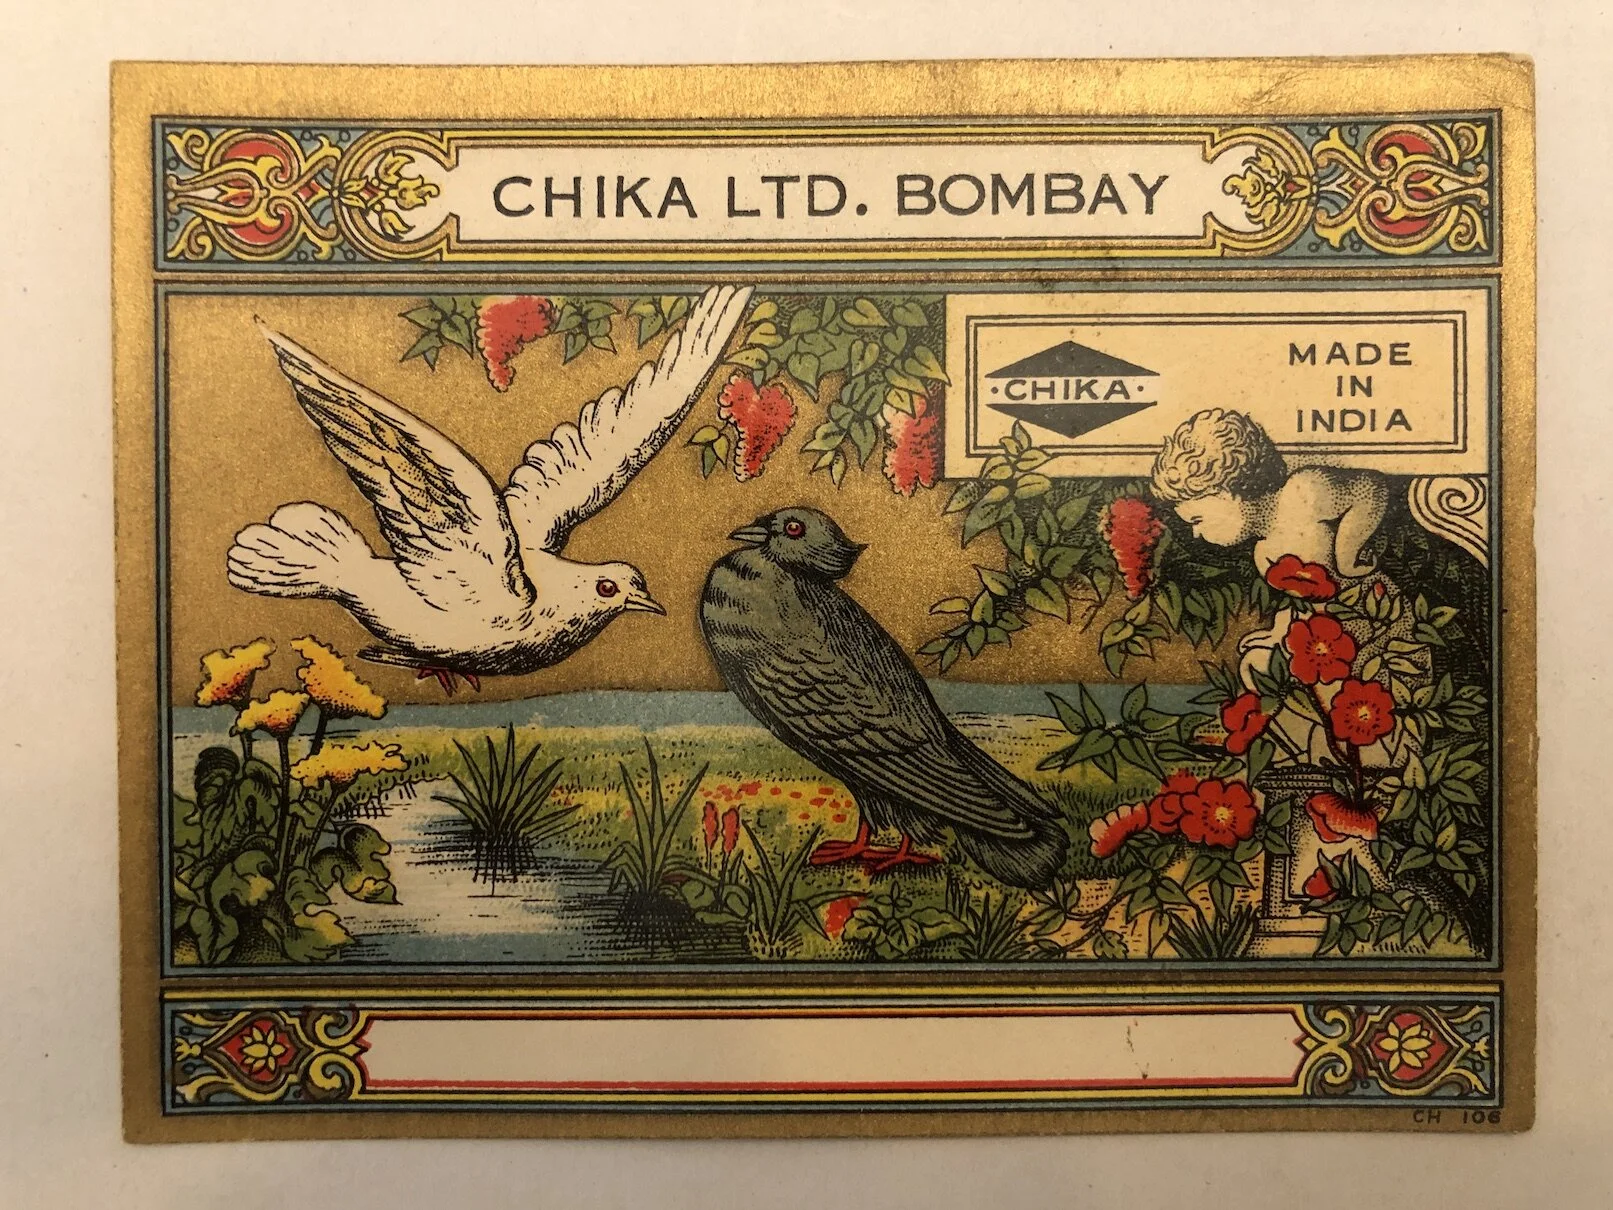 CHIKA LTD. BOMBAY
·CHIKA·
MADE
IN
INDIA
CH 106